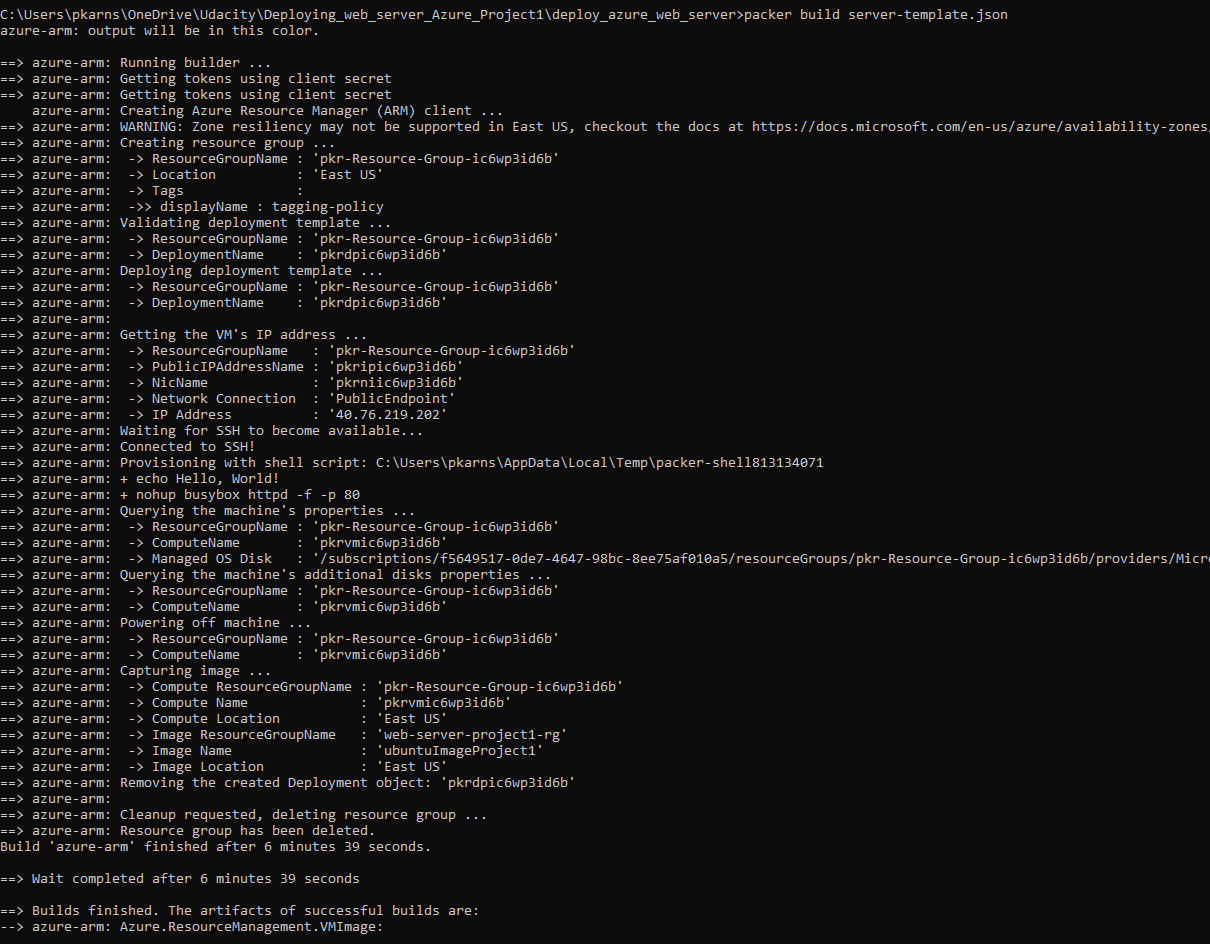 C:\Users\pkarns\OneDrive\Udacity\Deploying_web_server_Azure_Project1\deploy_azure_web_server>packer build server-template.json
azure-arm: output will be in this color.
==> azure-arm: Running builder ...
==> azure-arm: Getting tokens using client secret
==> azure-arm: Getting tokens using client secret
    azure-arm: Creating Azure Resource Manager (ARM) client ...
==> azure-arm: WARNING: Zone resiliency may not be supported in East US, checkout the docs at https://docs.microsoft.com/en-us/azure/availability-zones/
==> azure-arm: Creating resource group ...
==> azure-arm:  -> ResourceGroupName : 'pkr-Resource-Group-ic6wp3id6b'
==> azure-arm:  -> Location          : 'East US'
==> azure-arm:  -> Tags              :
==> azure-arm:  ->> displayName : tagging-policy
==> azure-arm: Validating deployment template ...
==> azure-arm:  -> ResourceGroupName : 'pkr-Resource-Group-ic6wp3id6b'
==> azure-arm:  -> DeploymentName    : 'pkrdpic6wp3id6b'
==> azure-arm: Deploying deployment template ...
==> azure-arm:  -> ResourceGroupName : 'pkr-Resource-Group-ic6wp3id6b'
==> azure-arm:  -> DeploymentName    : 'pkrdpic6wp3id6b'
==> azure-arm:
==> azure-arm: Getting the VM's IP address ...
==> azure-arm:  -> ResourceGroupName   : 'pkr-Resource-Group-ic6wp3id6b'
==> azure-arm:  -> PublicIPAddressName : 'pkripic6wp3id6b'
==> azure-arm:  -> NicName             : 'pkrniic6wp3id6b'
==> azure-arm:  -> Network Connection  : 'PublicEndpoint'
==> azure-arm:  -> IP Address          : '40.76.219.202'
==> azure-arm: Waiting for SSH to become available...
==> azure-arm: Connected to SSH!
==> azure-arm: Provisioning with shell script: C:\Users\pkarns\AppData\Local\Temp\packer-shell813134071
==> azure-arm: + echo Hello, World!
==> azure-arm: + nohup busybox httpd -f -p 80
==> azure-arm: Querying the machine's properties ...
==> azure-arm:  -> ResourceGroupName : 'pkr-Resource-Group-ic6wp3id6b'
==> azure-arm:  -> ComputeName       : 'pkrvmic6wp3id6b'
==> azure-arm:  -> Managed OS Disk   : '/subscriptions/f5649517-0de7-4647-98bc-8ee75af010a5/resourceGroups/pkr-Resource-Group-ic6wp3id6b/providers/Micr
==> azure-arm: Querying the machine's additional disks properties ...
==> azure-arm:  -> ResourceGroupName : 'pkr-Resource-Group-ic6wp3id6b'
==> azure-arm:  -> ComputeName       : 'pkrvmic6wp3id6b'
==> azure-arm: Powering off machine ...
==> azure-arm:  -> ResourceGroupName : 'pkr-Resource-Group-ic6wp3id6b'
==> azure-arm:  -> ComputeName       : 'pkrvmic6wp3id6b'
==> azure-arm: Capturing image ...
==> azure-arm:  -> Compute ResourceGroupName : 'pkr-Resource-Group-ic6wp3id6b'
==> azure-arm:  -> Compute Name              : 'pkrvmic6wp3id6b'
==> azure-arm:  -> Compute Location          : 'East US'
==> azure-arm:  -> Image ResourceGroupName   : 'web-server-project1-rg'
==> azure-arm:  -> Image Name                : 'ubuntuImageProject1'
==> azure-arm:  -> Image Location            : 'East US'
==> azure-arm: Removing the created Deployment object: 'pkrdpic6wp3id6b'
==> azure-arm:
==> azure-arm: Cleanup requested, deleting resource group ...
==> azure-arm: Resource group has been deleted.
Build 'azure-arm' finished after 6 minutes 39 seconds.
==> Wait completed after 6 minutes 39 seconds
==> Builds finished. The artifacts of successful builds are:
--> azure-arm: Azure.ResourceManagement.VMImage: